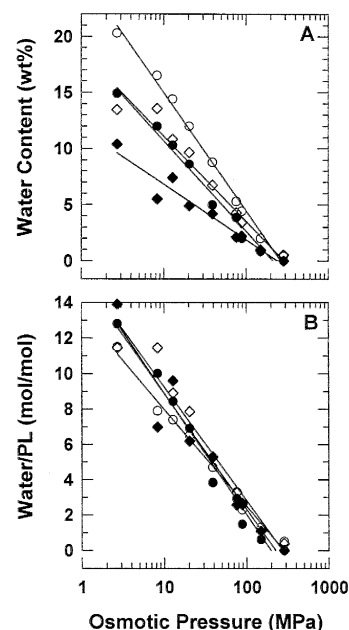 A
Water Content (wt%)
20
15
10
5
0
B
Water/PL (mol/mol)
14
12
10
8
6
4
2
0
1 10 100 1000
Osmotic Pressure (MPa)